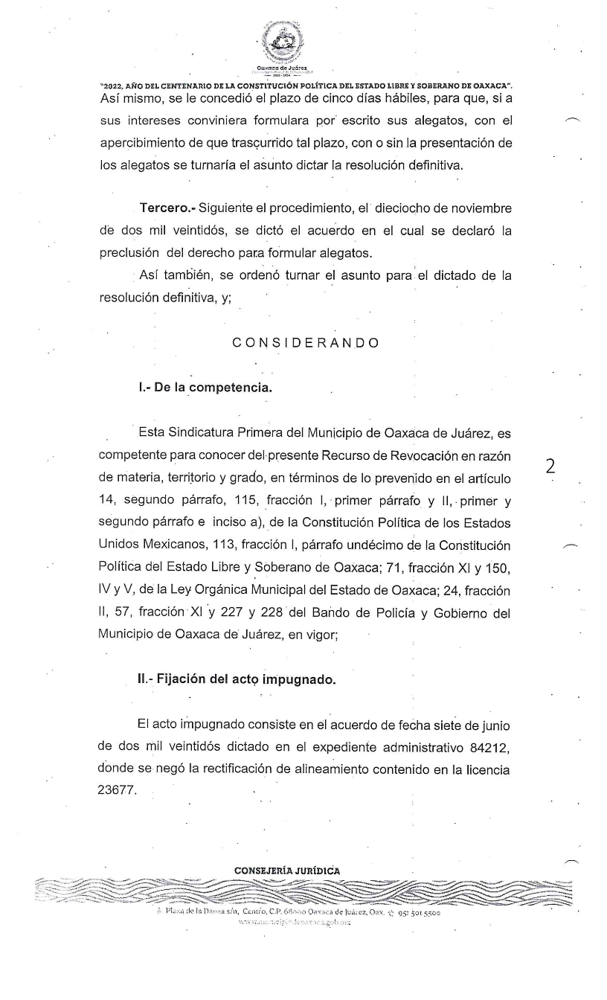 Oaxaca de Juárez
2022 - 2024
"2022, AÑO DEL CENTENARIO DE LA CONSTITUCIÓN POLÍTICA DEL ESTADO LIBRE Y SOBERANO DE OAXACA".
Así mismo, se le concedió el plazo de cinco días hábiles, para que, si a
sus intereses conviniera formulara por escrito sus alegatos, con el
apercibimiento de que trascurrido tal plazo, con o sin la presentación de
los alegatos se turnaría el asunto dictar la resolución definitiva.
Tercero.- Siguiente el procedimiento, el dieciocho de noviembre
de dos mil veintidós, se dictó el acuerdo en el cual se declaró la
preclusión del derecho para formular alegatos.
Así también, se ordenó turnar el asunto para el dictado de la
resolución definitiva, y;
C O N S I D E R A N D O
I.- De la competencia.
Esta Sindicatura Primera del Municipio de Oaxaca de Juárez, es
competente para conocer del presente Recurso de Revocación en razón
de materia, territorio y grado, en términos de lo prevenido en el artículo
14, segundo párrafo, 115, fracción I, primer párrafo y II, primer y
segundo párrafo e inciso a), de la Constitución Política de los Estados
Unidos Mexicanos, 113, fracción I, párrafo undécimo de la Constitución
Política del Estado Libre y Soberano de Oaxaca; 71, fracción XI y 150,
IV y V, de la Ley Orgánica Municipal del Estado de Oaxaca; 24, fracción
II, 57, fracción XI y 227 y 228 del Bando de Policía y Gobierno del
Municipio de Oaxaca de Juárez, en vigor;
2
II.- Fijación del acto impugnado.
El acto impugnado consiste en el acuerdo de fecha siete de junio
de dos mil veintidós dictado en el expediente administrativo 84212,
donde se negó la rectificación de alineamiento contenido en la licencia
23677.
CONSEJERÍA JURÍDICA
Plaza de la Danza s/n, Centro, C.P. 68000 Oaxaca de Juárez, Oax. 951 501 5500
www.municipiodeoaxaca.gob.mx